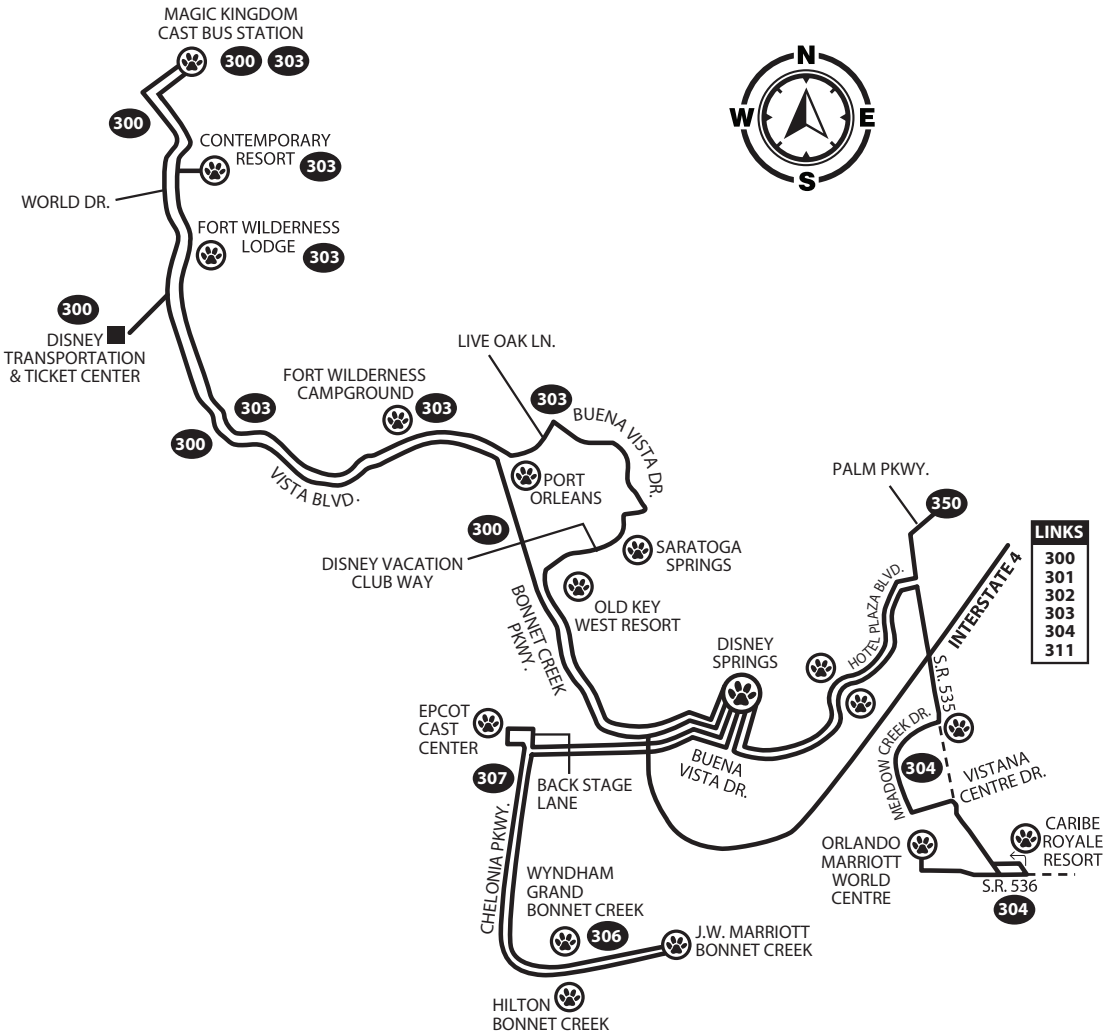 MAGIC KINGDOM
CAST BUS STATION
300 303
300
CONTEMPORARY
RESORT 303
WORLD DR.
FORT WILDERNESS
LODGE 303
300
DISNEY
TRANSPORTATION
& TICKET CENTER
N
W E
S
LIVE OAK LN.
FORT WILDERNESS
CAMPGROUND
303
303
303
300
VISTA BLVD.
BUENA VISTA DR.
PORT
ORLEANS
300
DISNEY VACATION
CLUB WAY
SARATOGA
SPRINGS
OLD KEY
WEST RESORT
BONNET CREEK
PKWY.
PALM PKWY.
350
LINKS
300
301
302
303
304
311
INTERSTATE 4
HOTEL PLAZA BLVD.
DISNEY
SPRINGS
S.R. 535
EPCOT
CAST
CENTER
307
BACK STAGE
LANE
BUENA
VISTA DR.
MEADOW CREEK DR.
304
VISTANA
CENTRE DR.
CHELONIA PKWY.
ORLANDO
MARRIOTT
WORLD
CENTRE
CARIBE
ROYALE
RESORT
S.R. 536
304
WYNDHAM
GRAND
BONNET CREEK
306
J.W. MARRIOTT
BONNET CREEK
HILTON
BONNET CREEK